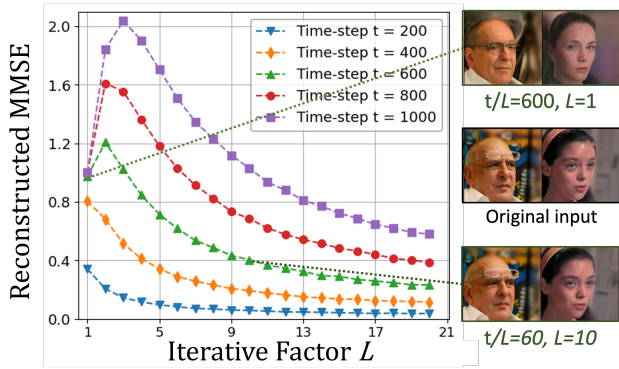 Reconstructed MMSE
2.0
1.6
1.2
0.8
0.4
0.0
1
5
9
13
17
21
Iterative Factor L
Time-step t = 200
Time-step t = 400
Time-step t = 600
Time-step t = 800
Time-step t = 1000
t/L=600, L=1
Original input
t/L=60, L=10